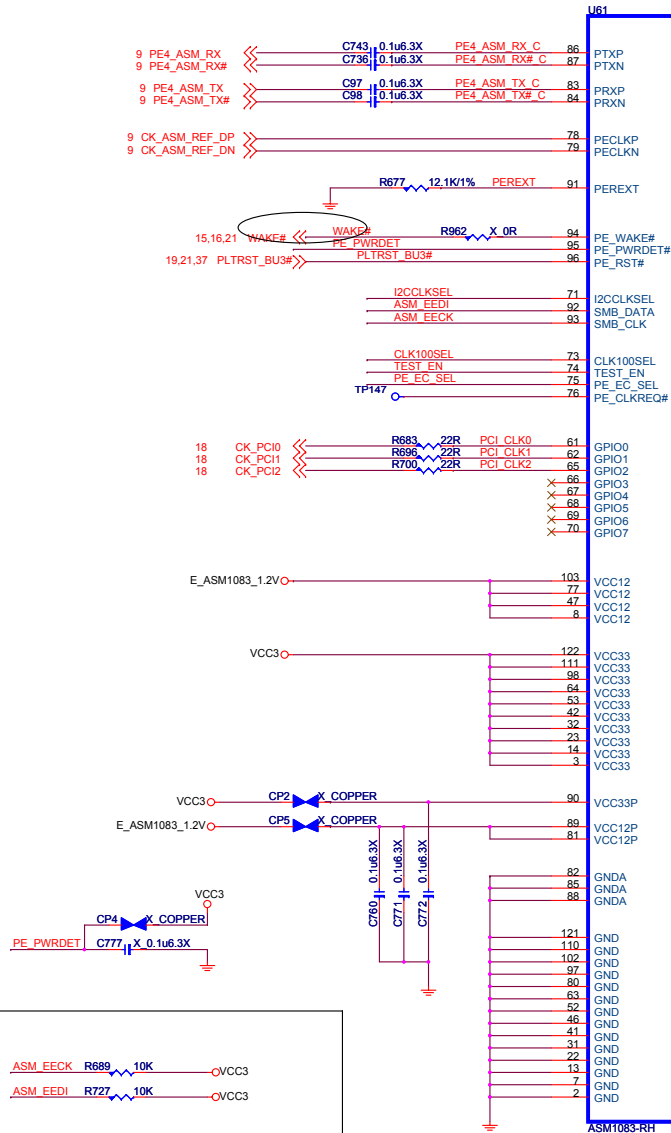 U61
9 PE4_ASM_RX C743 0.1u6.3X PE4_ASM_RX_C 86 PTXP
9 PE4_ASM_RX# C736 0.1u6.3X PE4_ASM_RX#_C 87 PTXN
9 PE4_ASM_TX C97 0.1u6.3X PE4_ASM_TX_C 83 PRXP
9 PE4_ASM_TX# C98 0.1u6.3X PE4_ASM_TX#_C 84 PRXN
9 CK_ASM_REF_DP 78 PECLKP
9 CK_ASM_REF_DN 79 PECLKN
R677 12.1K/1% PEREXT 91 PEREXT
15,16,21 WAKE# WAKE# R962 X_0R 94 PE_WAKE#
PE_PWRDET 95 PE_PWRDET#
19,21,37 PLTRST_BU3# PLTRST_BU3# 96 PE_RST#
I2CCLKSEL 71 I2CCLKSEL
ASM_EEDI 92 SMB_DATA
ASM_EECK 93 SMB_CLK
CLK100SEL 73 CLK100SEL
TEST_EN 74 TEST_EN
PE_EC_SEL 75 PE_EC_SEL
TP147 76 PE_CLKREQ#
18 CK_PCI0 R683 22R PCI_CLK0 61 GPIO0
18 CK_PCI1 R696 22R PCI_CLK1 62 GPIO1
18 CK_PCI2 R700 22R PCI_CLK2 65 GPIO2
66 GPIO3
67 GPIO4
68 GPIO5
69 GPIO6
70 GPIO7
E_ASM1083_1.2V 103 VCC12
77 VCC12
47 VCC12
8 VCC12
VCC3 122 VCC33
111 VCC33
98 VCC33
64 VCC33
53 VCC33
42 VCC33
32 VCC33
23 VCC33
14 VCC33
3 VCC33
VCC3 CP2 X_COPPER 90 VCC33P
E_ASM1083_1.2V CP5 X_COPPER 89 VCC12P
81 VCC12P
C760 0.1u6.3X
C771 0.1u6.3X
C772 0.1u6.3X
82 GNDA
85 GNDA
88 GNDA
VCC3
CP4 X_COPPER
PE_PWRDET C777 X_0.1u6.3X
121 GND
110 GND
102 GND
97 GND
80 GND
63 GND
52 GND
46 GND
41 GND
31 GND
22 GND
13 GND
7 GND
2 GND
ASM_EECK R689 10K VCC3
ASM_EEDI R727 10K VCC3
ASM1083-RH